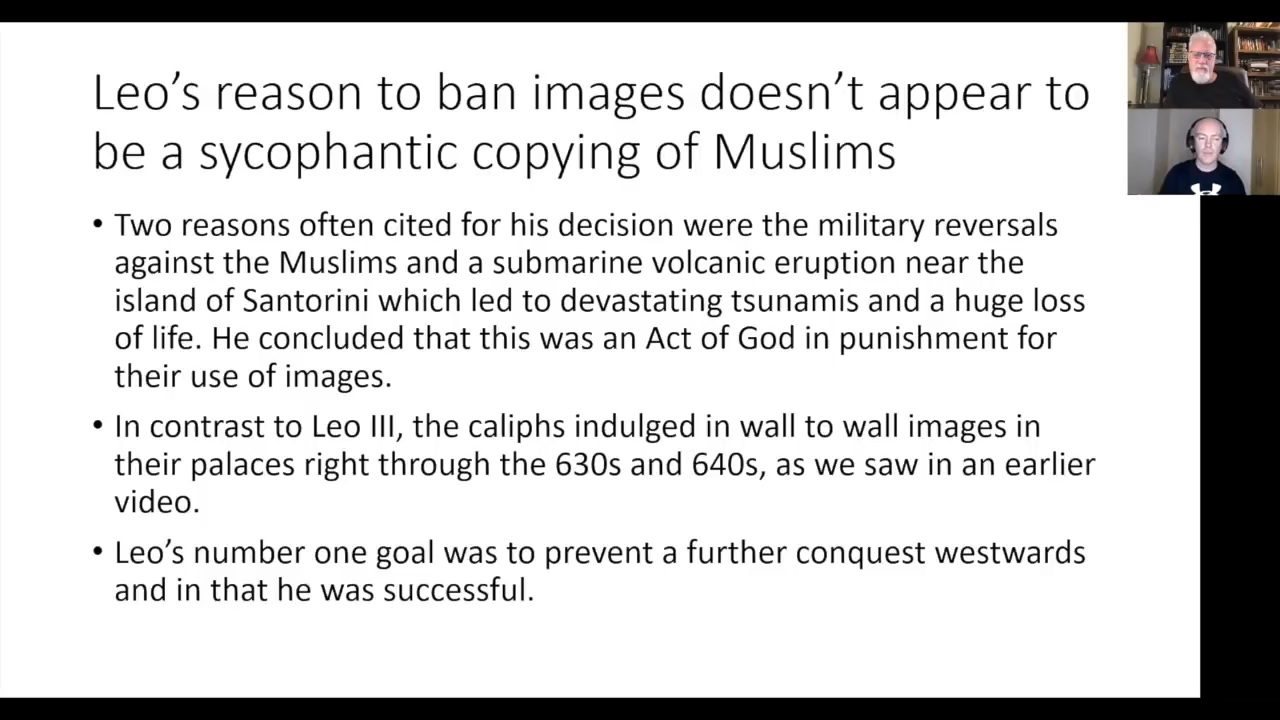 Leo’s reason to ban images doesn’t appear to
be a sycophantic copying of Muslims
• Two reasons often cited for his decision were the military reversals
against the Muslims and a submarine volcanic eruption near the
island of Santorini which led to devastating tsunamis and a huge loss
of life. He concluded that this was an Act of God in punishment for
their use of images.
• In contrast to Leo III, the caliphs indulged in wall to wall images in
their palaces right through the 630s and 640s, as we saw in an earlier
video.
• Leo’s number one goal was to prevent a further conquest westwards
and in that he was successful.